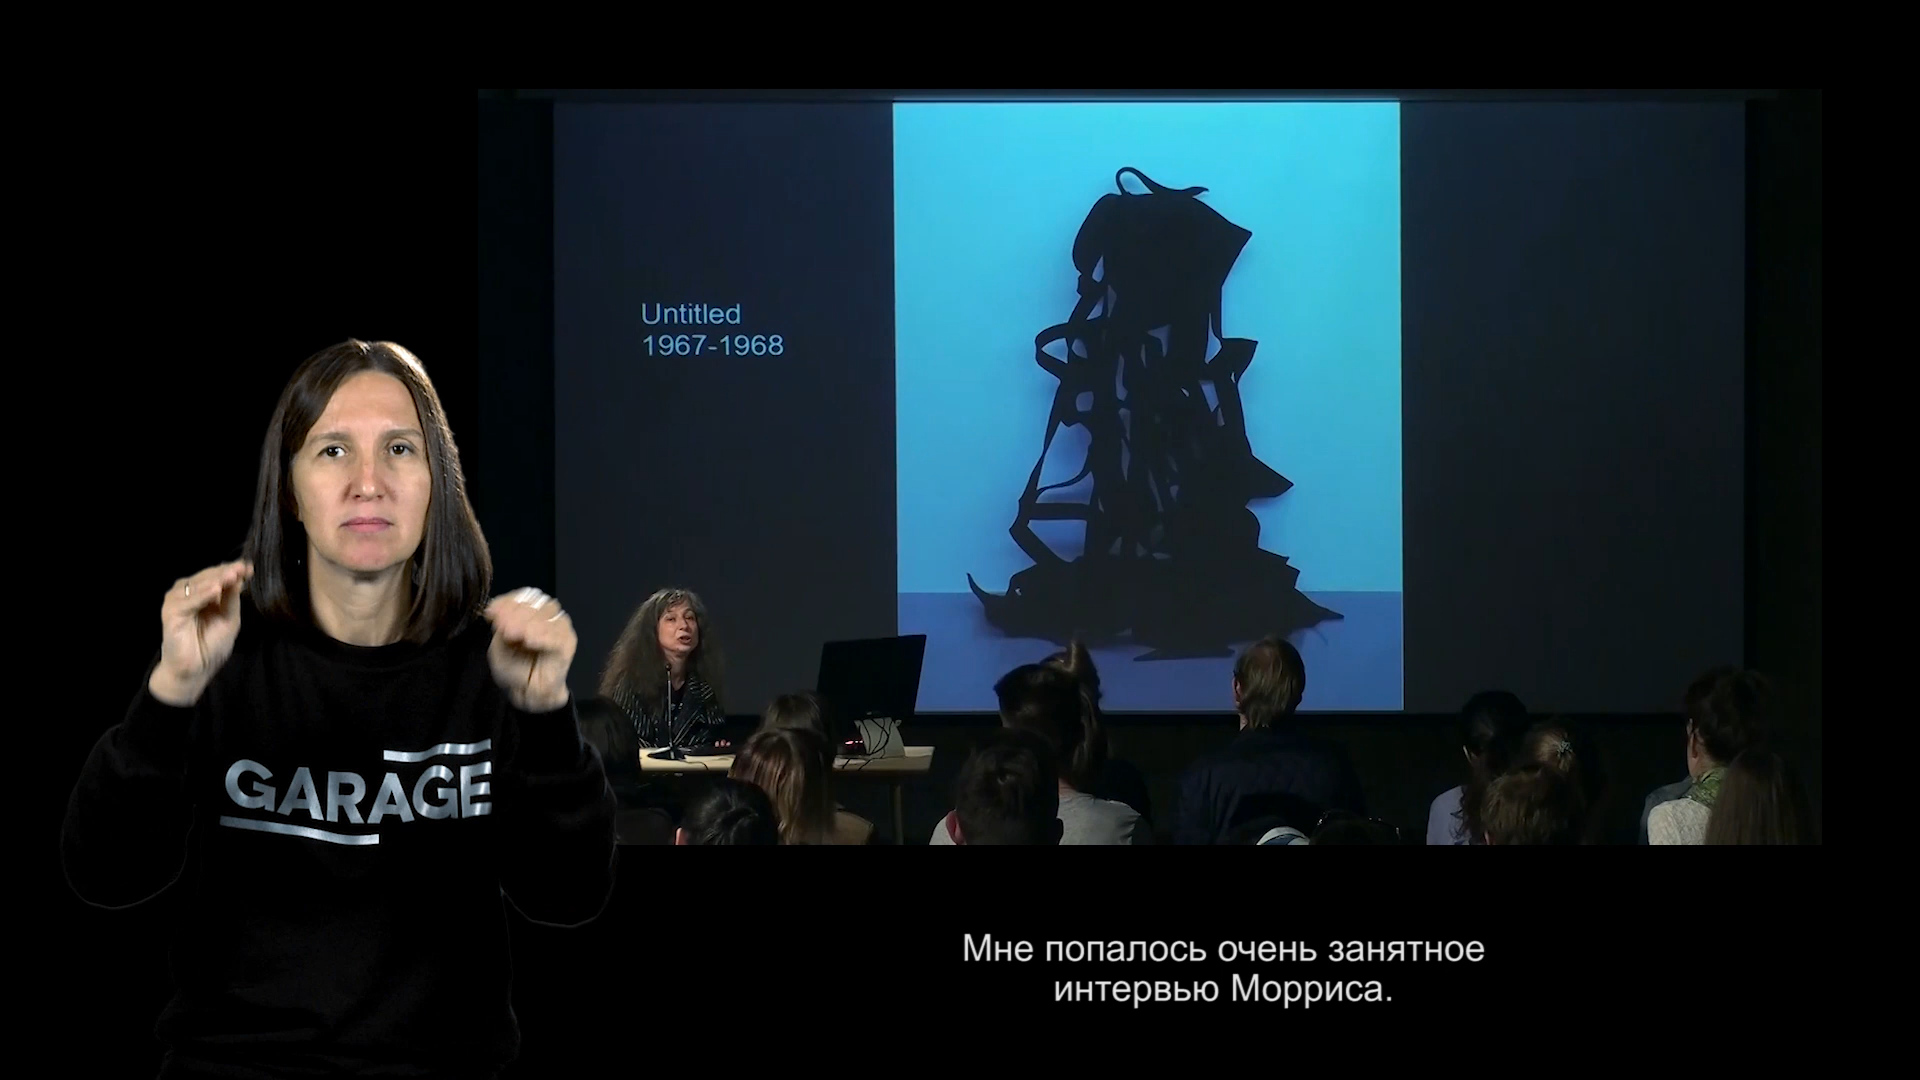 Untitled
1967-1968
GARAGE
Мне попалось очень занятное
интервью Морриса.